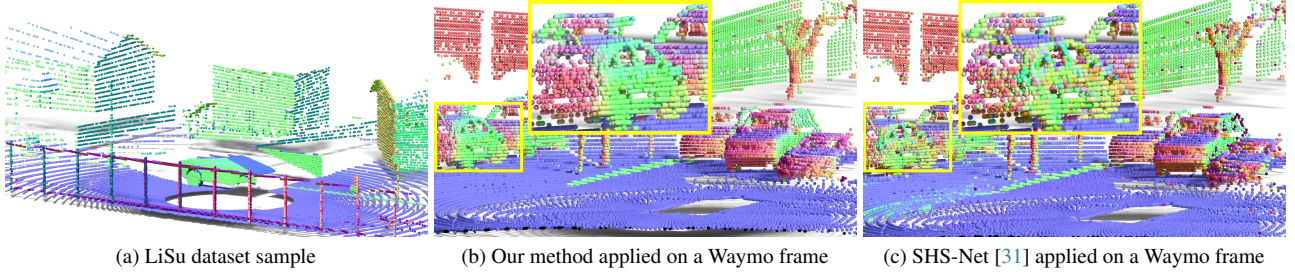 (a) LiSu dataset sample
(b) Our method applied on a Waymo frame
(c) SHS-Net [31] applied on a Waymo frame